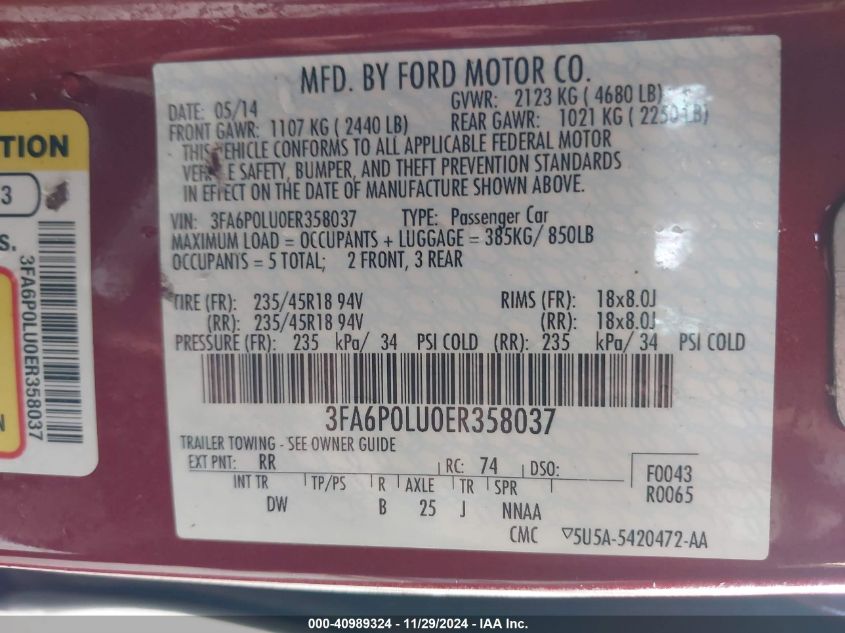 MFD. BY FORD MOTOR CO.
DATE: 05/14 GVWR: 2123 KG ( 4680 LB)
FRONT GAWR: 1107 KG ( 2440 LB) REAR GAWR: 1021 KG ( 2250 LB)
THIS VEHICLE CONFORMS TO ALL APPLICABLE FEDERAL MOTOR
VEHICLE SAFETY, BUMPER, AND THEFT PREVENTION STANDARDS
IN EFFECT ON THE DATE OF MANUFACTURE SHOWN ABOVE.
VIN: 3FA6P0LU0ER358037 TYPE: Passenger Car
MAXIMUM LOAD = OCCUPANTS + LUGGAGE = 385KG/ 850LB
OCCUPANTS = 5 TOTAL; 2 FRONT, 3 REAR
TIRE (FR): 235/45R18 94V RIMS (FR): 18x8.0J
(RR): 235/45R18 94V (RR): 18x8.0J
PRESSURE (FR): 235 kPa/ 34 PSI COLD (RR): 235 kPa/ 34 PSI COLD
3FA6P0LU0ER358037
TRAILER TOWING - SEE OWNER GUIDE
EXT PNT: RR RC: 74 DSO:
INT TR TP/PS R AXLE TR SPR
DW B 25 J NNAA
F0043
R0065
CMC ▽5U5A-5420472-AA
TION
3
S.
3FA6P0LU0ER358037
N
000-40989324 - 11/29/2024 - IAA Inc.